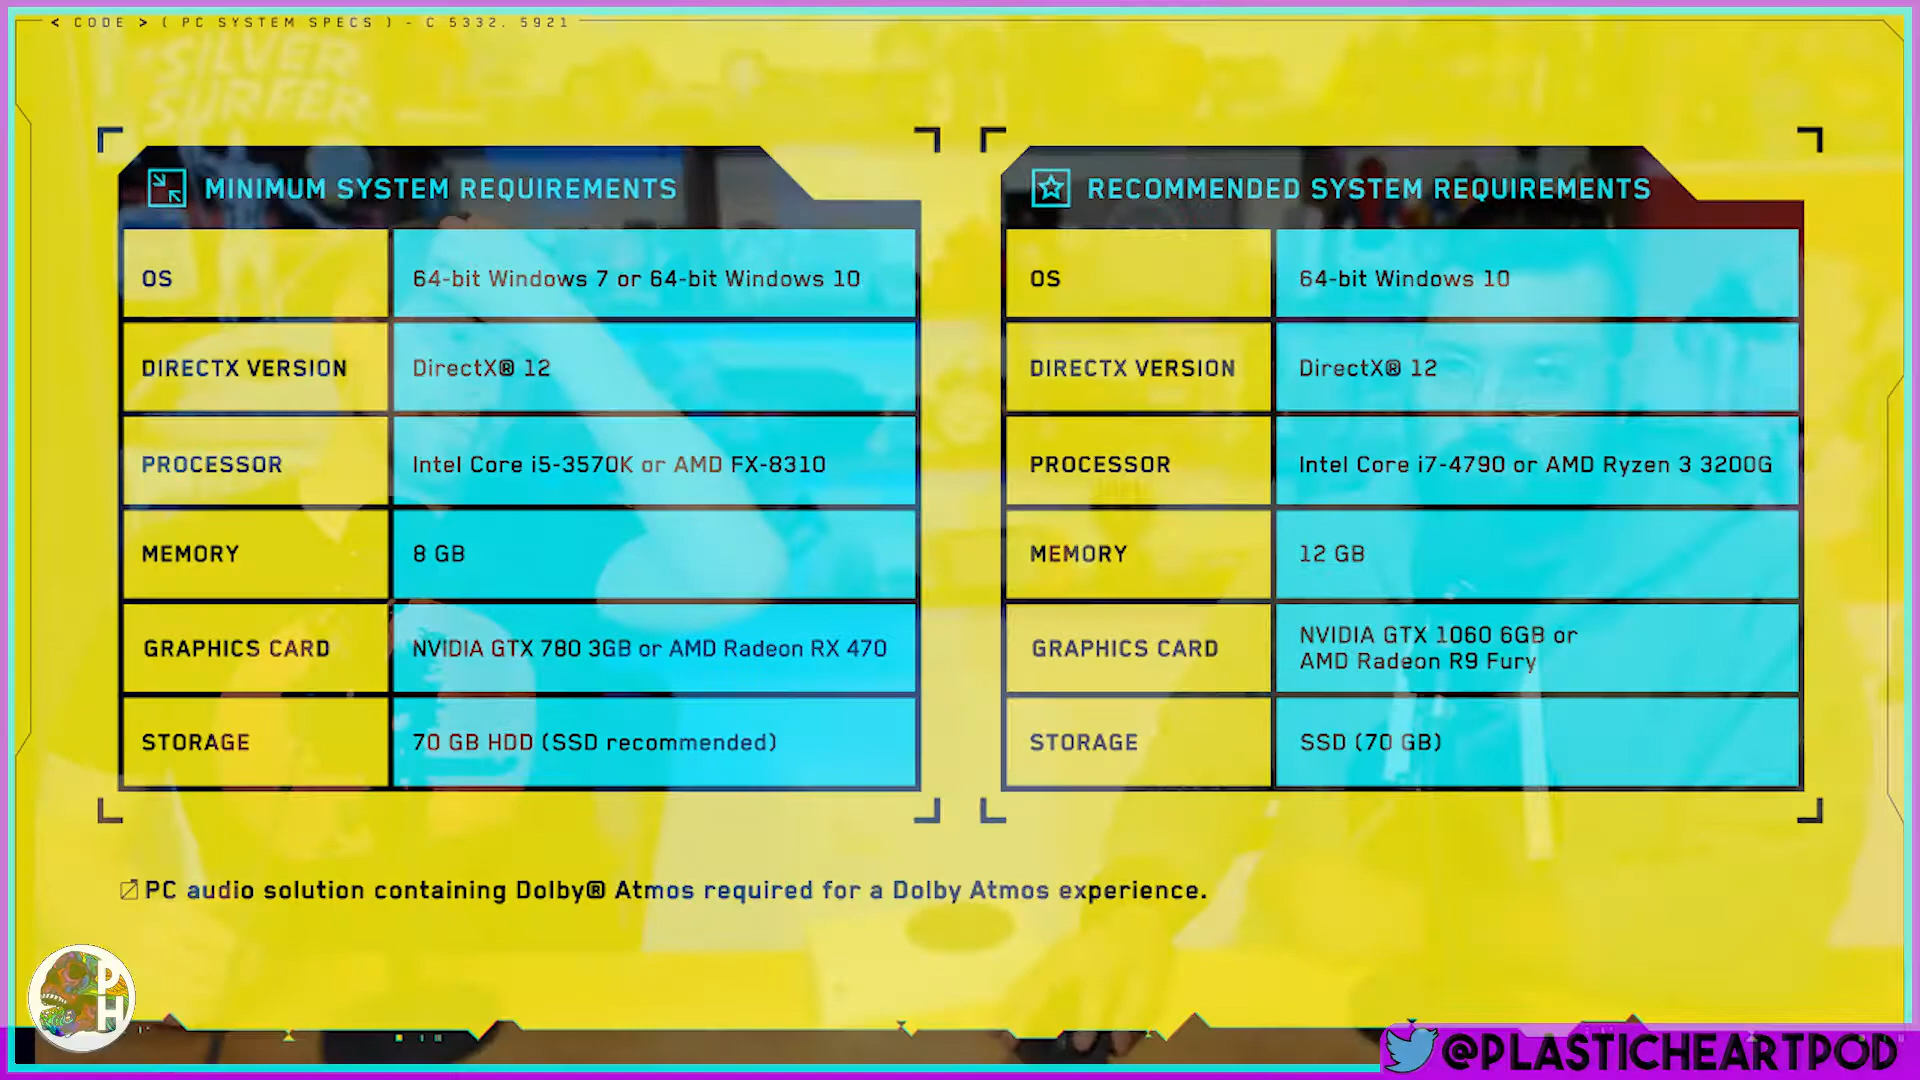 < CODE > ( PC SYSTEM SPECS ) - C 5332. 5921
SILVER
SURFER
MINIMUM SYSTEM REQUIREMENTS
OS 64-bit Windows 7 or 64-bit Windows 10
DIRECTX VERSION DirectX® 12
PROCESSOR Intel Core i5-3570K or AMD FX-8310
MEMORY 8 GB
GRAPHICS CARD NVIDIA GTX 780 3GB or AMD Radeon RX 470
STORAGE 70 GB HDD (SSD recommended)
RECOMMENDED SYSTEM REQUIREMENTS
OS 64-bit Windows 10
DIRECTX VERSION DirectX® 12
PROCESSOR Intel Core i7-4790 or AMD Ryzen 3 3200G
MEMORY 12 GB
GRAPHICS CARD NVIDIA GTX 1060 6GB or
AMD Radeon R9 Fury
STORAGE SSD (70 GB)
PC audio solution containing Dolby® Atmos required for a Dolby Atmos experience.
PH
@PLASTICHEARTPOD